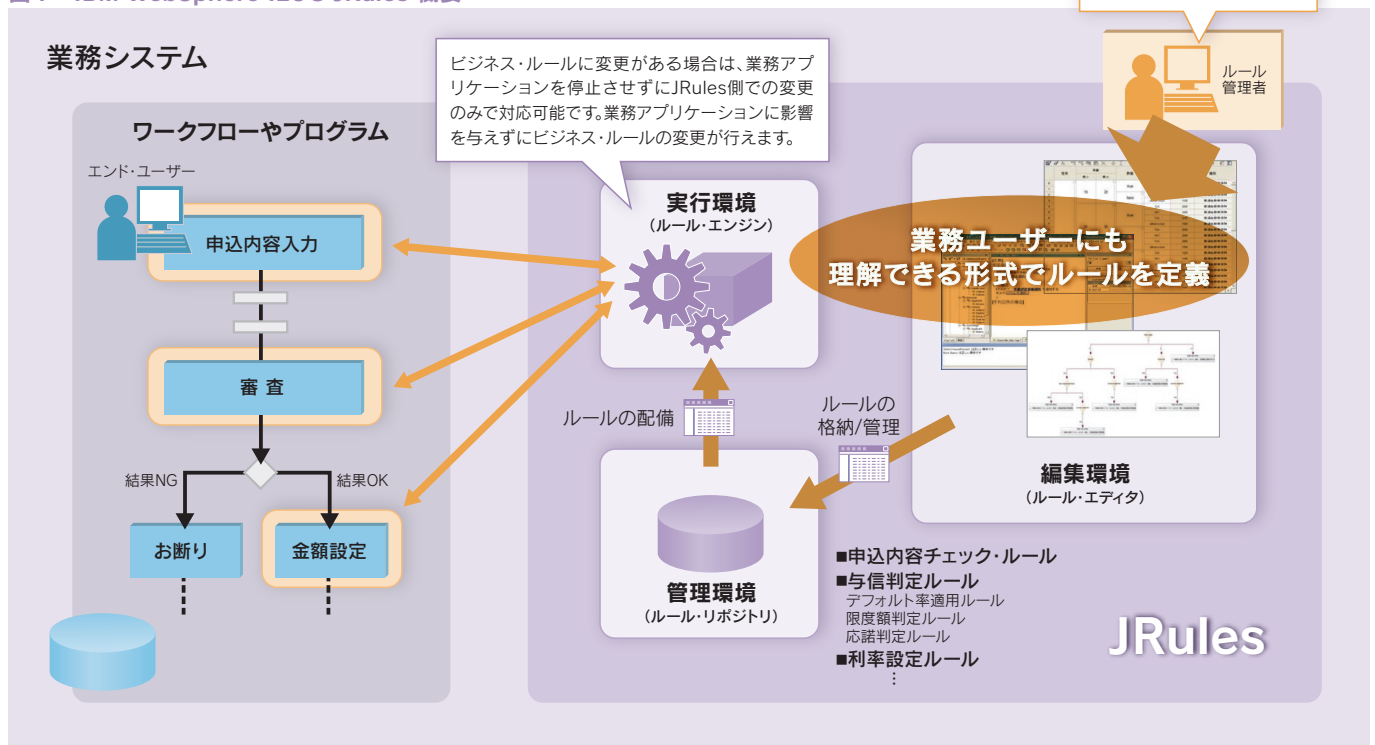 業務システム
ビジネス・ルールに変更がある場合は、業務アプ
リケーションを停止させずにJRules側での変更
のみで対応可能です。業務アプリケーションに影響
を与えずにビジネス・ルールの変更が行えます。
ルール
管理者
ワークフローやプログラム
エンド・ユーザー
申込内容入力
審 査
結果NG
結果OK
お断り
金額設定
実行環境
(ルール・エンジン)
業務ユーザーにも
理解できる形式でルールを定義
ルールの配備
ルールの
格納/管理
編集環境
(ルール・エディタ)
管理環境
(ルール・リポジトリ)
■申込内容チェック・ルール
■与信判定ルール
デフォルト率適用ルール
限度額判定ルール
応諾判定ルール
■利率設定ルール
⋮
JRules